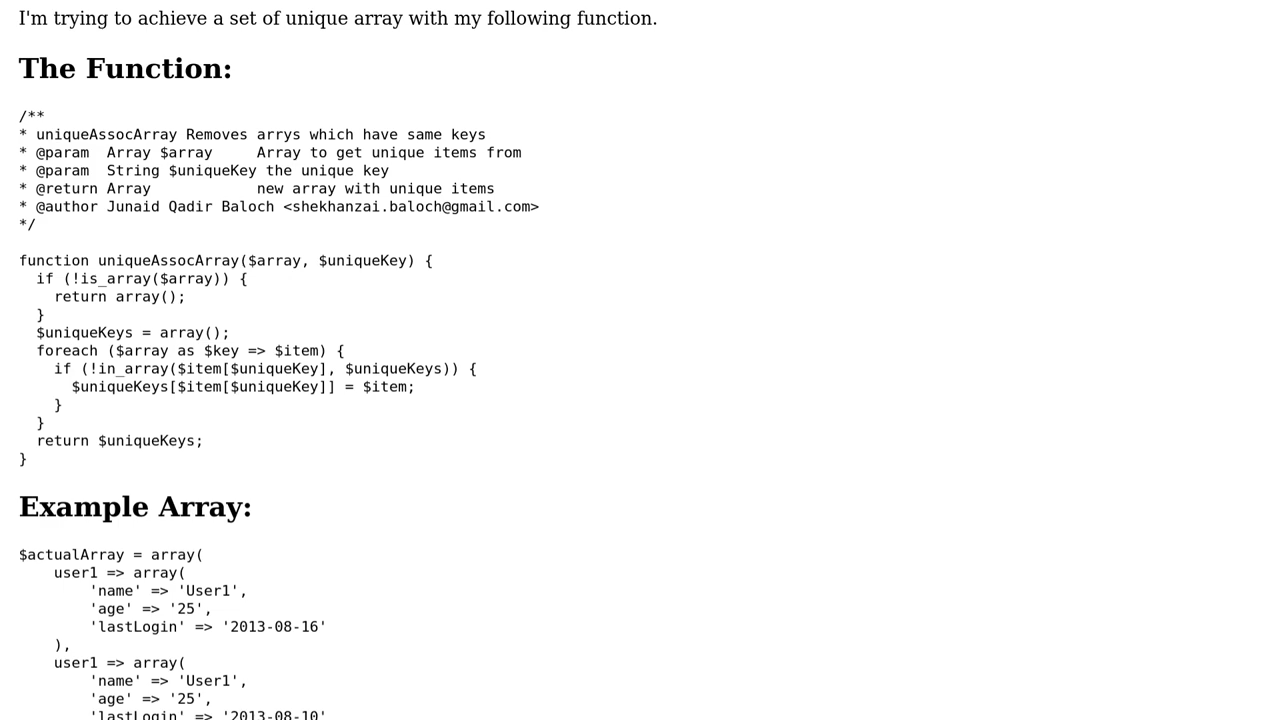 I'm trying to achieve a set of unique array with my following function.
The Function:
/**
* uniqueAssocArray Removes arrys which have same keys
* @param  Array $array     Array to get unique items from
* @param  String $uniqueKey the unique key
* @return Array            new array with unique items
* @author Junaid Qadir Baloch <shekhanzai.baloch@gmail.com>
*/
function uniqueAssocArray($array, $uniqueKey) {
  if (!is_array($array)) {
    return array();
  }
  $uniqueKeys = array();
  foreach ($array as $key => $item) {
    if (!in_array($item[$uniqueKey], $uniqueKeys)) {
      $uniqueKeys[$item[$uniqueKey]] = $item;
    }
  }
  return $uniqueKeys;
}
Example Array:
$actualArray = array(
    user1 => array(
        'name' => 'User1',
        'age' => '25',
        'lastLogin' => '2013-08-16'
    ),
    user1 => array(
        'name' => 'User1',
        'age' => '25',
        'lastLogin' => '2013-08-10'